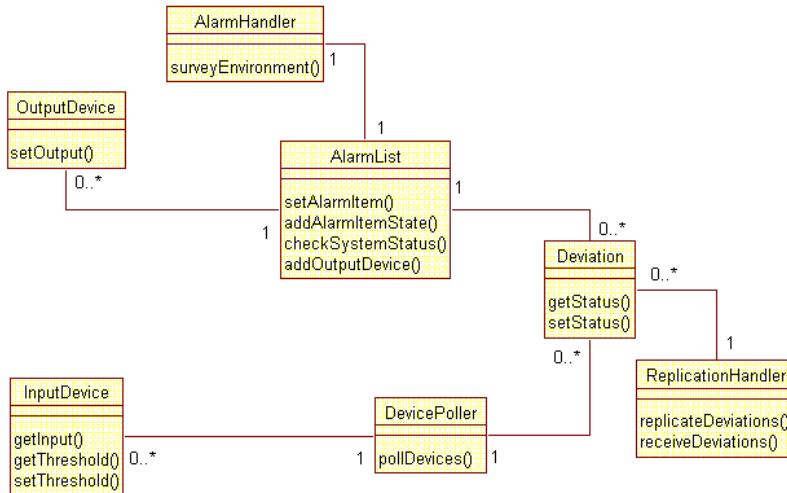 AlarmHandler
surveyEnvironment()
1
1
OutputDevice
setOutput()
0..*
1
AlarmList
setAlarmItem()
addAlarmItemState()
checkSystemStatus()
addOutputDevice()
1
0..*
Deviation
getStatus()
setStatus()
0..*
1
0..*
ReplicationHandler
replicateDeviations()
receiveDeviations()
InputDevice
getInput()
getThreshold()
setThreshold()
0..*
1
DevicePoller
pollDevices()
1